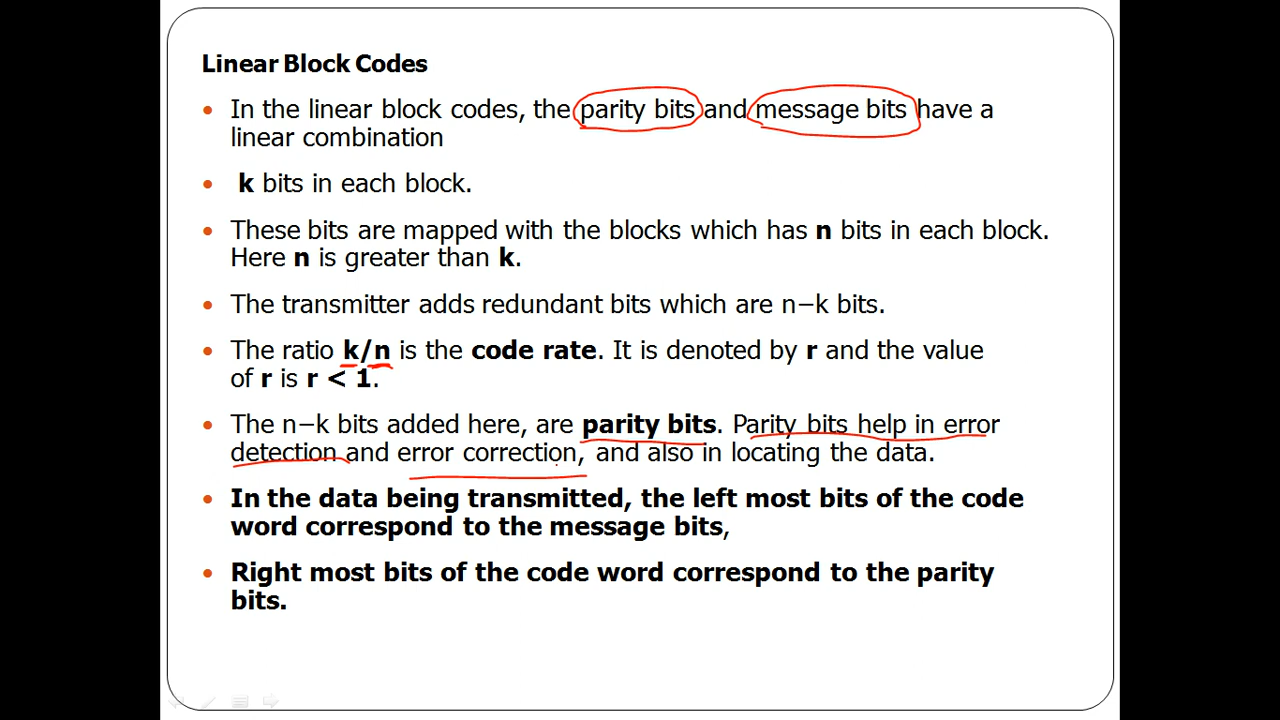 Linear Block Codes
• In the linear block codes, the parity bits and message bits have a
linear combination
• k bits in each block.
• These bits are mapped with the blocks which has n bits in each block.
Here n is greater than k.
• The transmitter adds redundant bits which are n−k bits.
• The ratio k/n is the code rate. It is denoted by r and the value
of r is r < 1.
• The n−k bits added here, are parity bits. Parity bits help in error
detection and error correction, and also in locating the data.
• In the data being transmitted, the left most bits of the code
word correspond to the message bits,
• Right most bits of the code word correspond to the parity
bits.